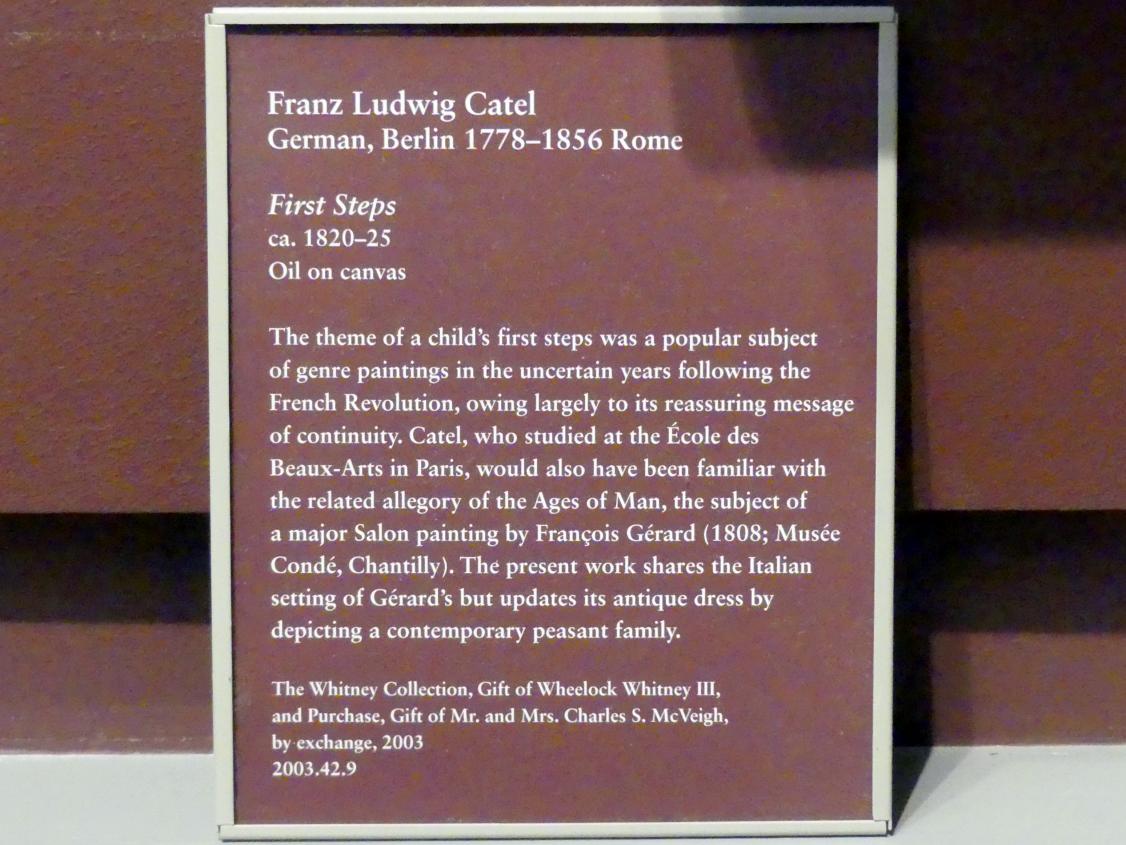 Franz Ludwig Catel
German, Berlin 1778–1856 Rome
First Steps
ca. 1820–25
Oil on canvas
The theme of a child's first steps was a popular subject
of genre paintings in the uncertain years following the
French Revolution, owing largely to its reassuring message
of continuity. Catel, who studied at the École des
Beaux-Arts in Paris, would also have been familiar with
the related allegory of the Ages of Man, the subject of
a major Salon painting by François Gérard (1808; Musée
Condé, Chantilly). The present work shares the Italian
setting of Gérard's but updates its antique dress by
depicting a contemporary peasant family.
The Whitney Collection, Gift of Wheelock Whitney III,
and Purchase, Gift of Mr. and Mrs. Charles S. McVeigh,
by exchange, 2003
2003.42.9